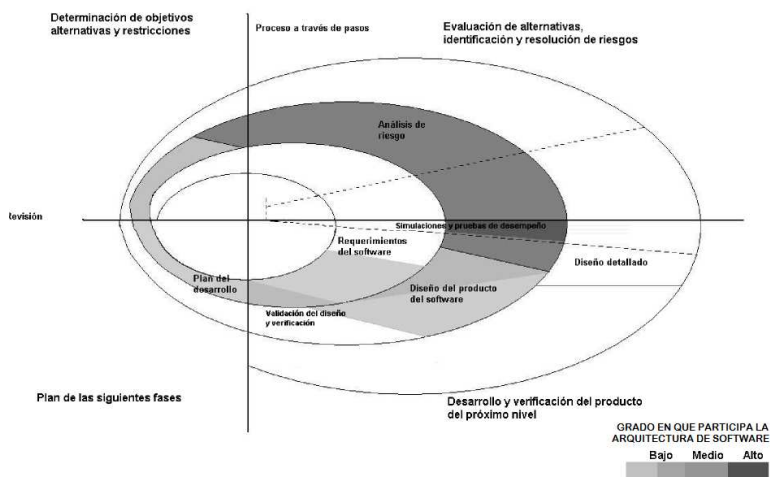 Determinación de objetivos
alternativas y restricciones
Proceso a través de pasos
Evaluación de alternativas,
identificación y resolución de riesgos
Análisis de
riesgo
Revisión
Simulaciones y pruebas de desempeño
Requerimientos
del software
Diseño detallado
Plan del
desarrollo
Diseño del producto
del software
Validación del diseño
y verificación
Plan de las siguientes fases
Desarrollo y verificación del producto
del próximo nivel
GRADO EN QUE PARTICIPA LA
ARQUITECTURA DE SOFTWARE
Bajo Medio Alto